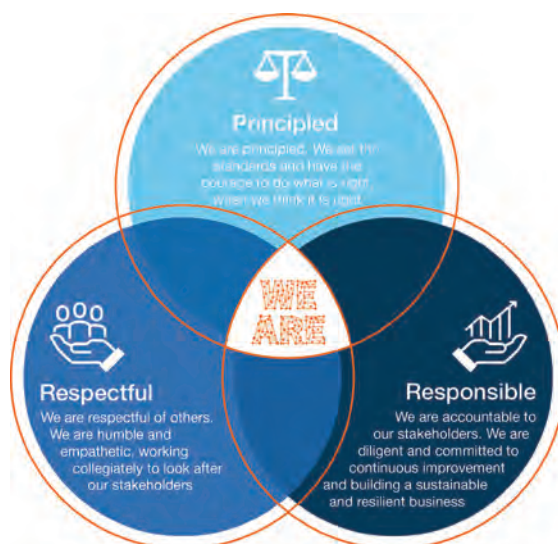 Principled
We are principled. We set the
standards and have the
courage to do what is right,
when we think it is right
WE
ARE
Respectful
We are respectful of others.
We are humble and
empathetic, working
collegiately to look after
our stakeholders
Responsible
We are accountable to
our stakeholders. We are
diligent and committed to
continuous improvement
and building a sustainable
and resilient business